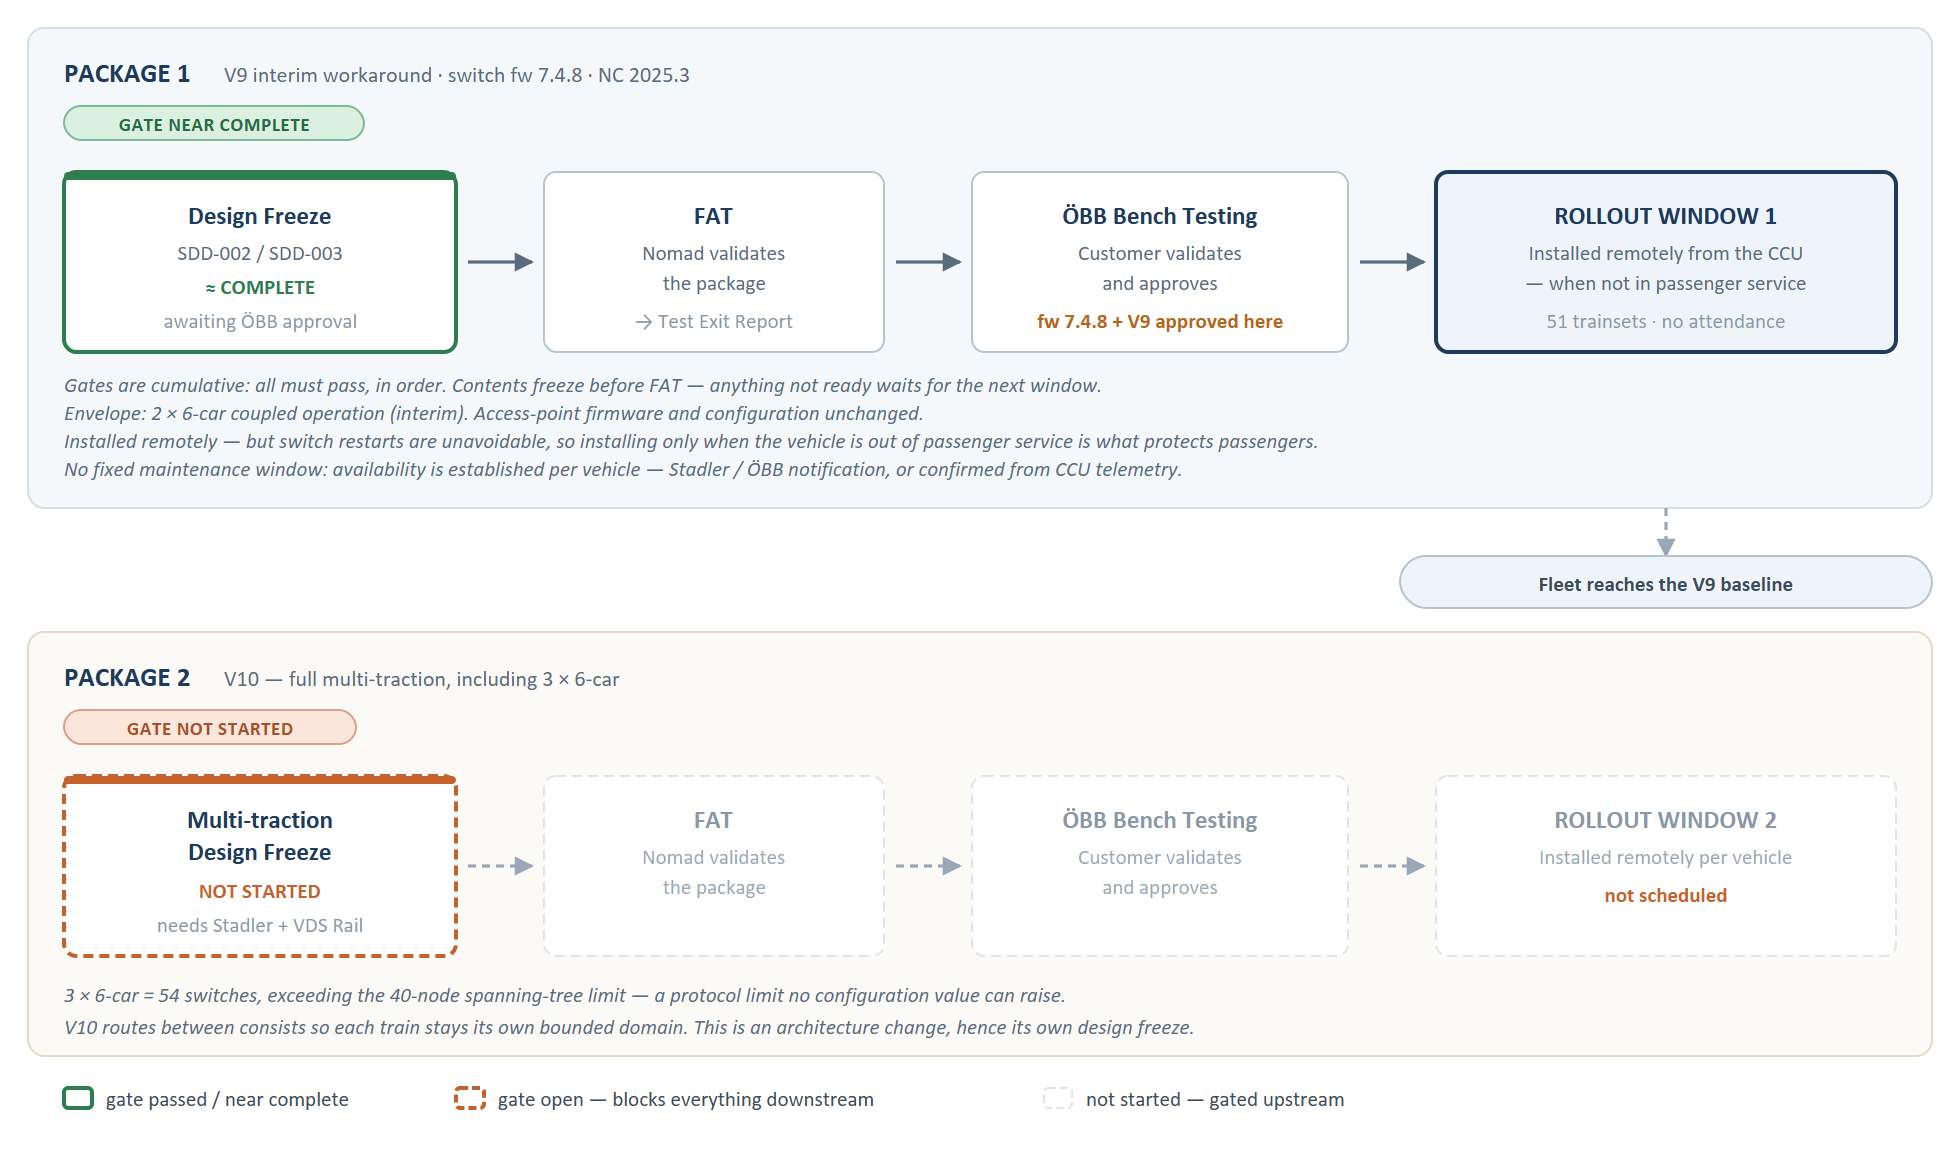 PACKAGE 1 V9 interim workaround · switch fw 7.4.8 · NC 2025.3
GATE NEAR COMPLETE
Design Freeze
SDD-002 / SDD-003
≈ COMPLETE
awaiting ÖBB approval
FAT
Nomad validates
the package
→ Test Exit Report
ÖBB Bench Testing
Customer validates
and approves
fw 7.4.8 + V9 approved here
ROLLOUT WINDOW 1
Installed remotely from the CCU
— when not in passenger service
51 trainsets · no attendance
Gates are cumulative: all must pass, in order. Contents freeze before FAT — anything not ready waits for the next window.
Envelope: 2 × 6-car coupled operation (interim). Access-point firmware and configuration unchanged.
Installed remotely — but switch restarts are unavoidable, so installing only when the vehicle is out of passenger service is what protects passengers.
No fixed maintenance window: availability is established per vehicle — Stadler / ÖBB notification, or confirmed from CCU telemetry.
Fleet reaches the V9 baseline
PACKAGE 2 V10 — full multi-traction, including 3 × 6-car
GATE NOT STARTED
Multi-traction
Design Freeze
NOT STARTED
needs Stadler + VDS Rail
FAT
Nomad validates
the package
ÖBB Bench Testing
Customer validates
and approves
ROLLOUT WINDOW 2
Installed remotely per vehicle
not scheduled
3 × 6-car = 54 switches, exceeding the 40-node spanning-tree limit — a protocol limit no configuration value can raise.
V10 routes between consists so each train stays its own bounded domain. This is an architecture change, hence its own design freeze.
gate passed / near complete
gate open — blocks everything downstream
not started — gated upstream